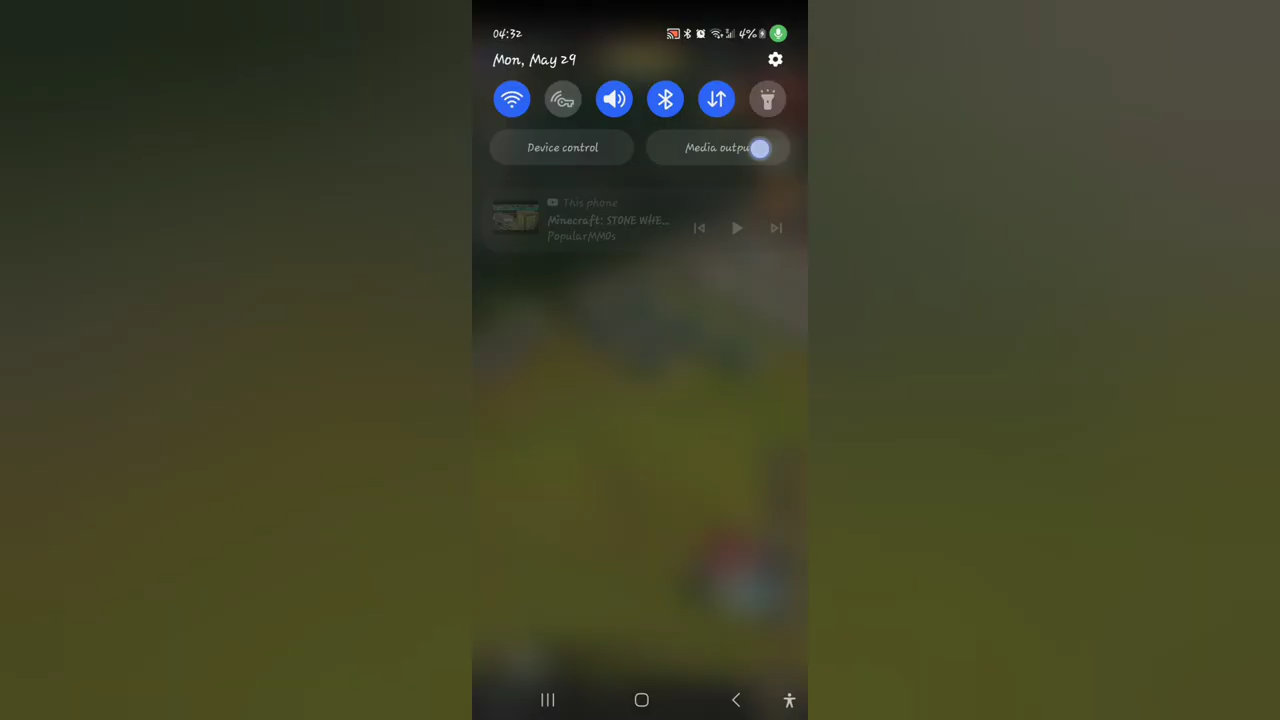 04:32
4%
Mon, May 29
Device control
Media output
This phone
Minecraft: STONE WHE...
PopularMMOs